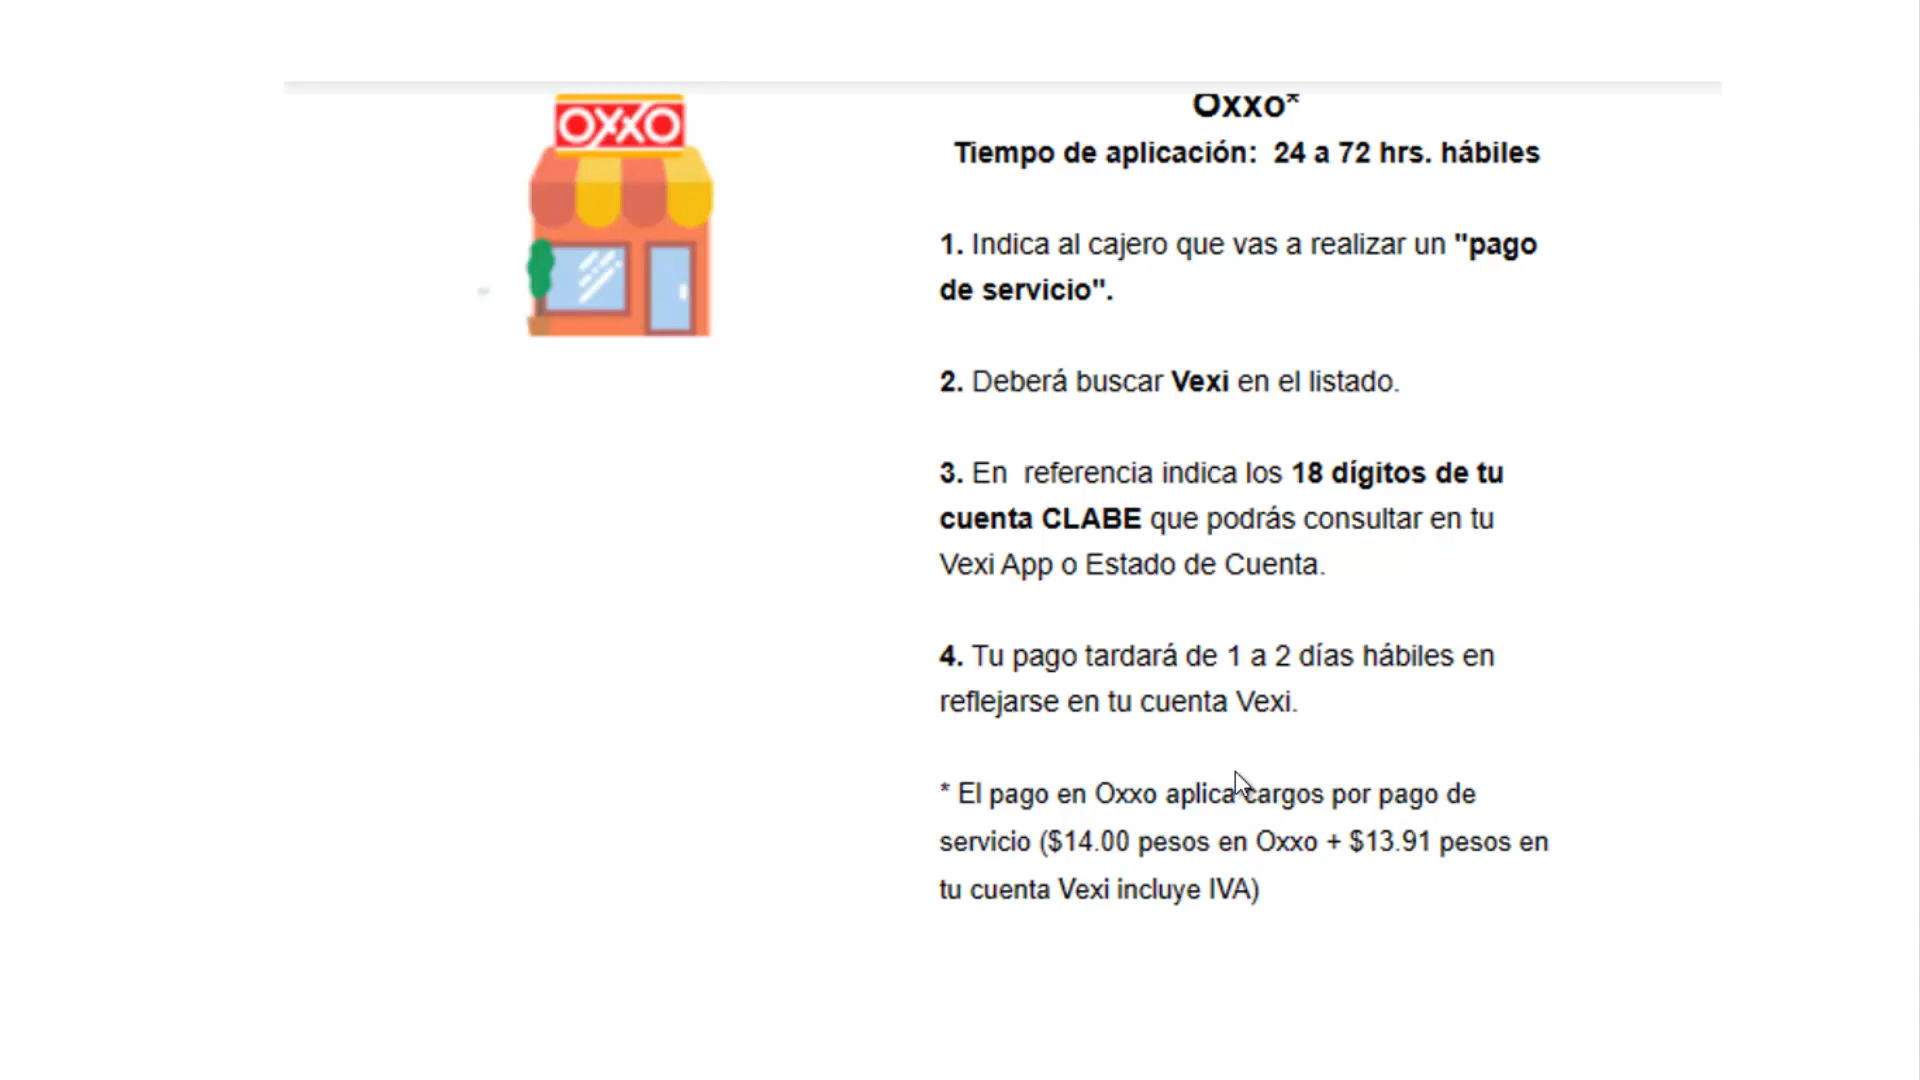 OXXO
Oxxo*
Tiempo de aplicación:  24 a 72 hrs. hábiles
1. Indica al cajero que vas a realizar un "pago
de servicio".
2. Deberá buscar Vexi en el listado.
3. En  referencia indica los 18 dígitos de tu
cuenta CLABE que podrás consultar en tu
Vexi App o Estado de Cuenta.
4. Tu pago tardará de 1 a 2 días hábiles en
reflejarse en tu cuenta Vexi.
* El pago en Oxxo aplica cargos por pago de
servicio ($14.00 pesos en Oxxo + $13.91 pesos en
tu cuenta Vexi incluye IVA)